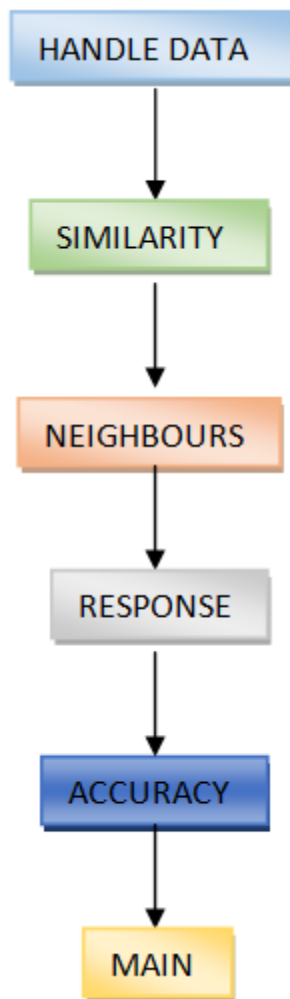 HANDLE DATA
SIMILARITY
NEIGHBOURS
RESPONSE
ACCURACY
MAIN